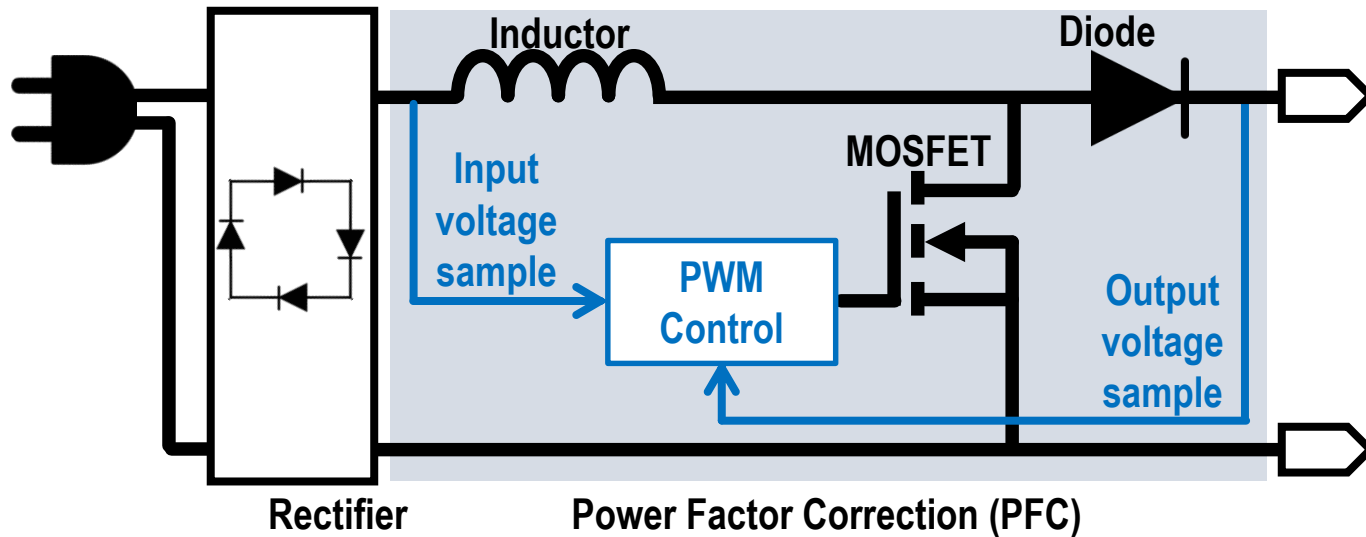 Inductor
Diode
MOSFET
Input
voltage
sample
PWM
Control
Output
voltage
sample
Rectifier
Power Factor Correction (PFC)